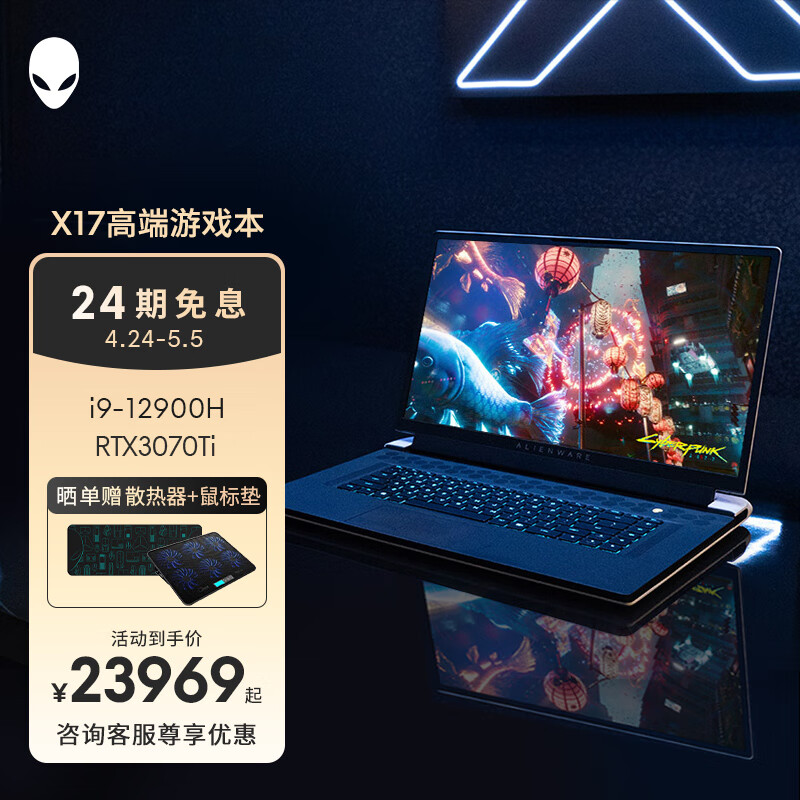 X17高端游戏本
24期免息
4.24-5.5
i9-12900H
RTX3070Ti
晒单赠散热器+鼠标垫
活动到手价
¥23969起
咨询客服尊享优惠
ALIENWARE
CYBERPUNK